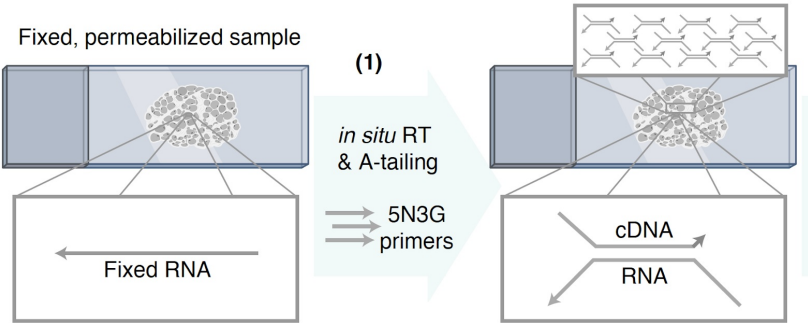 Fixed, permeabilized sample
(1)
in situ RT
& A-tailing
5N3G
primers
Fixed RNA
cDNA
RNA